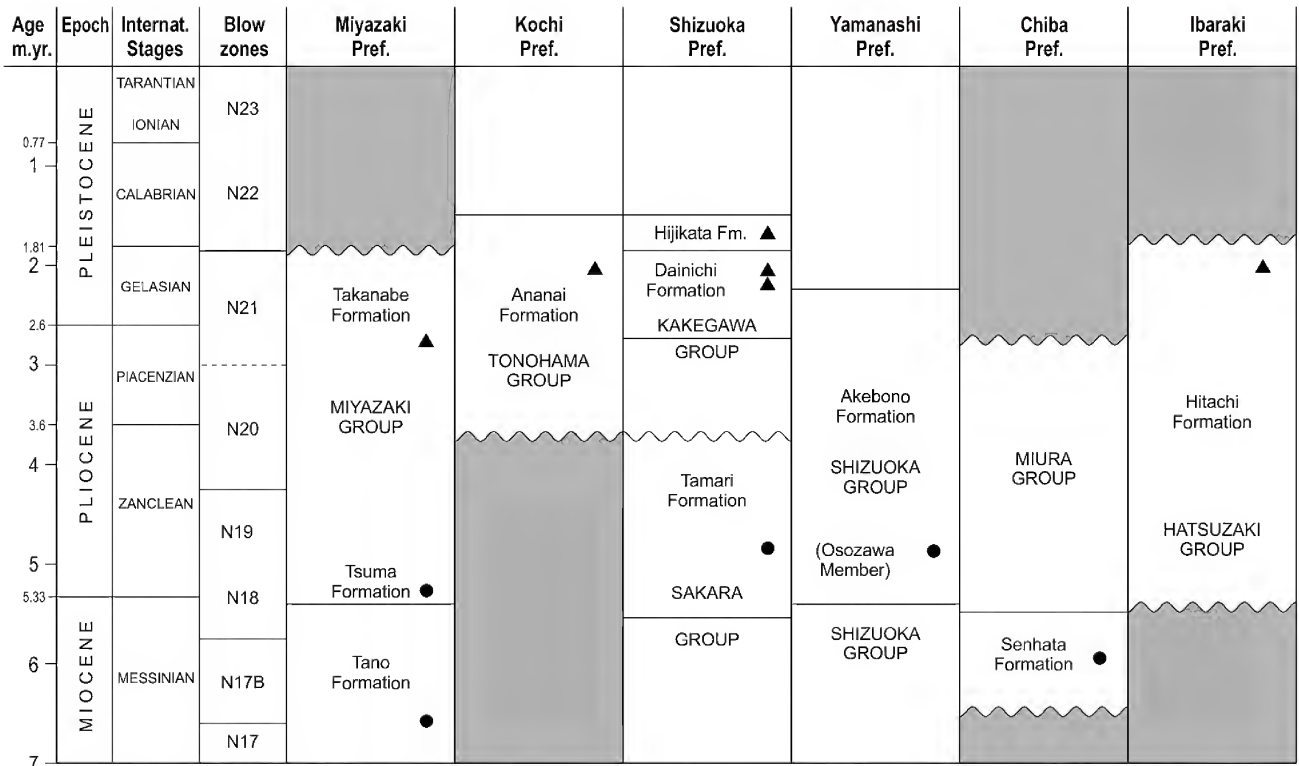 Age
m.yr.
Epoch
Internat.
Stages
Blow
zones
Miyazaki
Pref.
Kochi
Pref.
Shizuoka
Pref.
Yamanashi
Pref.
Chiba
Pref.
Ibaraki
Pref.
0.77
1
1.81
2
2.6
3
3.6
4
5
5.33
6
7
PLEISTOCENE
PLIOCENE
MIOCENE
TARANTIAN
IONIAN
CALABRIAN
GELASIAN
PIACENZIAN
ZANCLEAN
MESSINIAN
N23
N22
N21
N20
N19
N18
N17B
N17
Takanabe
Formation
MIYAZAKI
GROUP
Tsuma
Formation
Tano
Formation
Ananai
Formation
TONOHAMA
GROUP
Hijikata Fm.
Dainichi
Formation
KAKEGAWA
GROUP
Tamari
Formation
SAKARA
GROUP
Akebono
Formation
SHIZUOKA
GROUP
(Osozawa
Member)
SHIZUOKA
GROUP
MIURA
GROUP
Senhata
Formation
Hitachi
Formation
HATSUZAKI
GROUP